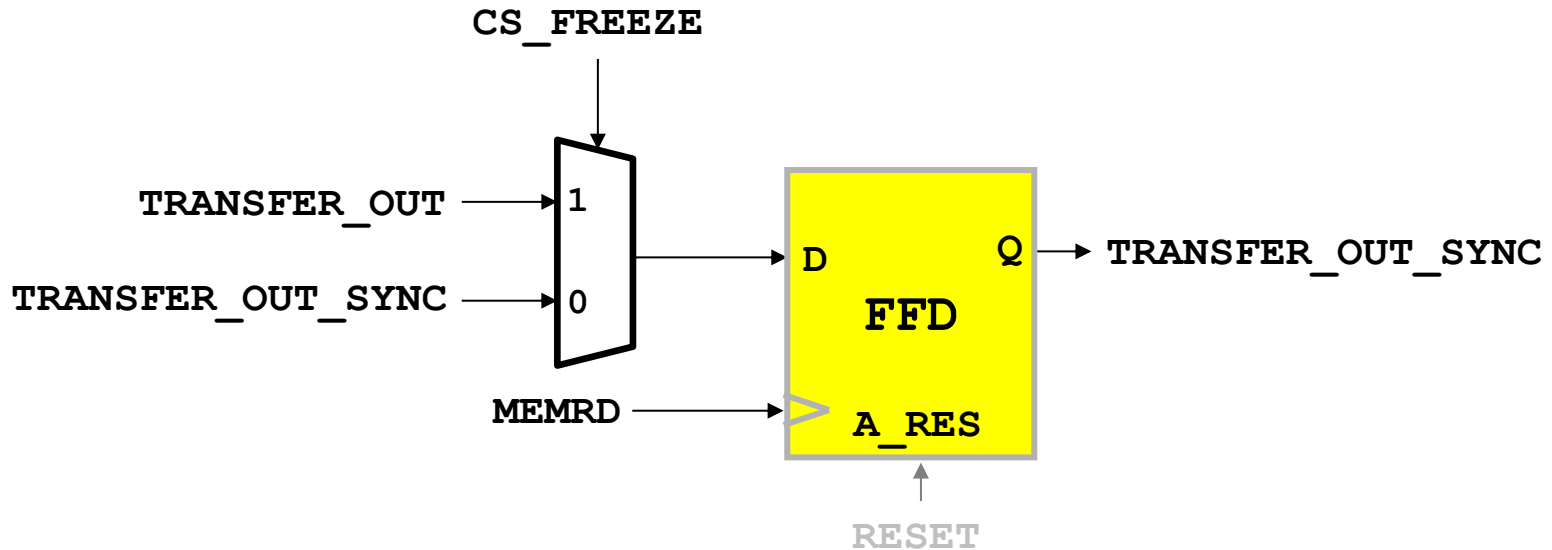 CS_FREEZE
TRANSFER_OUT
1
TRANSFER_OUT_SYNC
0
D
Q
TRANSFER_OUT_SYNC
FFD
MEMRD
A_RES
RESET